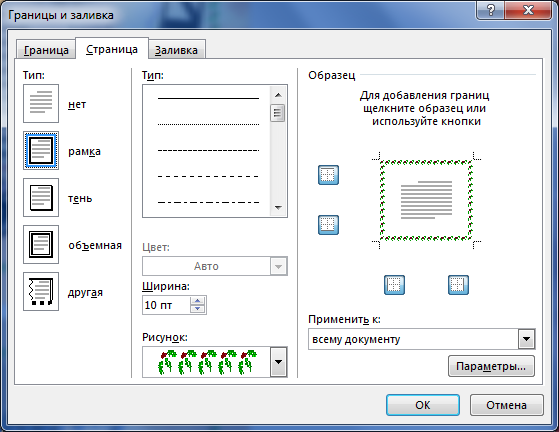 Границы и заливка
Граница
Страница
Заливка
Тип:
нет
рамка
тень
объемная
другая
Тип:
Цвет:
Авто
Ширина:
10 пт
Рисунок:
Образец
Для добавления границ
щелкните образец или
используйте кнопки
Применить к:
всему документу
Параметры...
ОК
Отмена